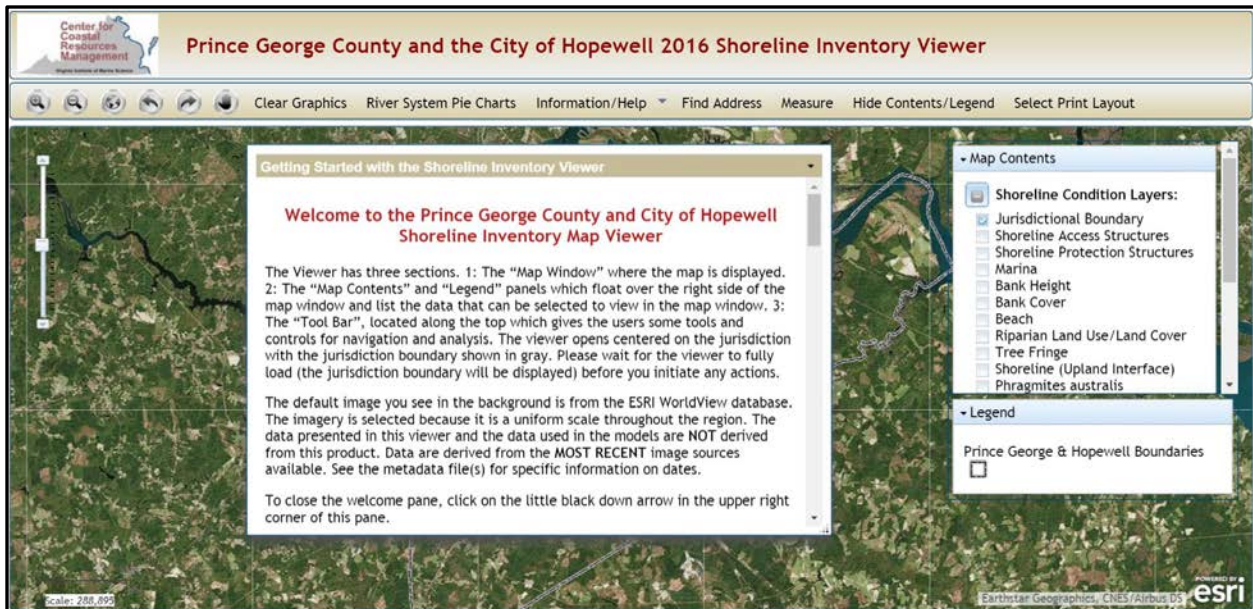 Center for
Coastal
Resources
Management
Virginia Institute of Marine Science
Prince George County and the City of Hopewell 2016 Shoreline Inventory Viewer
Clear Graphics River System Pie Charts Information/Help Find Address Measure Hide Contents/Legend Select Print Layout
Getting Started with the Shoreline Inventory Viewer
Welcome to the Prince George County and City of Hopewell
Shoreline Inventory Map Viewer
The Viewer has three sections. 1: The “Map Window” where the map is displayed.
2: The “Map Contents” and “Legend” panels which float over the right side of the
map window and list the data that can be selected to view in the map window. 3:
The “Tool Bar”, located along the top which gives the users some tools and
controls for navigation and analysis. The viewer opens centered on the jurisdiction
with the jurisdiction boundary shown in gray. Please wait for the viewer to fully
load (the jurisdiction boundary will be displayed) before you initiate any actions.
The default image you see in the background is from the ESRI WorldView database.
The imagery is selected because it is a uniform scale throughout the region. The
data presented in this viewer and the data used in the models are NOT derived
from this product. Data are derived from the MOST RECENT image sources
available. See the metadata file(s) for specific information on dates.
To close the welcome pane, click on the little black down arrow in the upper right
corner of this pane.
Map Contents
Shoreline Condition Layers:
Jurisdictional Boundary
Shoreline Access Structures
Shoreline Protection Structures
Marina
Bank Height
Bank Cover
Beach
Riparian Land Use/Land Cover
Tree Fringe
Shoreline (Upland Interface)
Phragmites australis
Legend
Prince George & Hopewell Boundaries
Scale: 288,895
Earthstar Geographics, CNES/Airbus DS
POWERED BY
esri